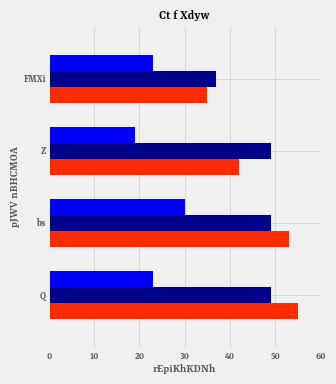 Ct f Xdyw
FMXi
Z
bs
Q
pJWV nBHCMOA
0 10 20 30 40 50 60
rEpiKhKDNh